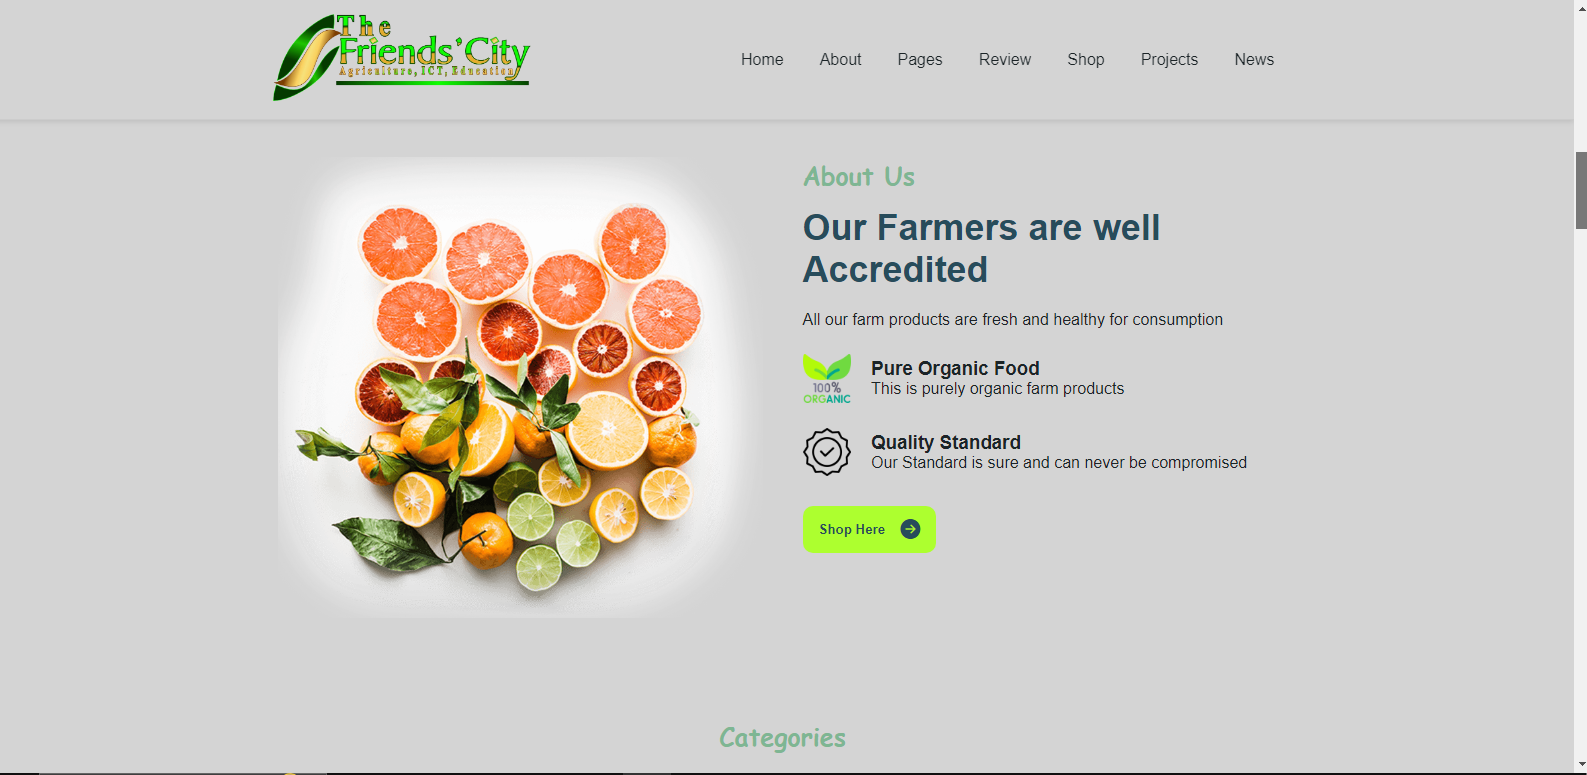 The
Friends'City
Agriculture, ICT, Education
Home About Pages Review Shop Projects News
About Us
Our Farmers are well
Accredited
All our farm products are fresh and healthy for consumption
100%
ORGANIC
Pure Organic Food
This is purely organic farm products
Quality Standard
Our Standard is sure and can never be compromised
Shop Here
Categories